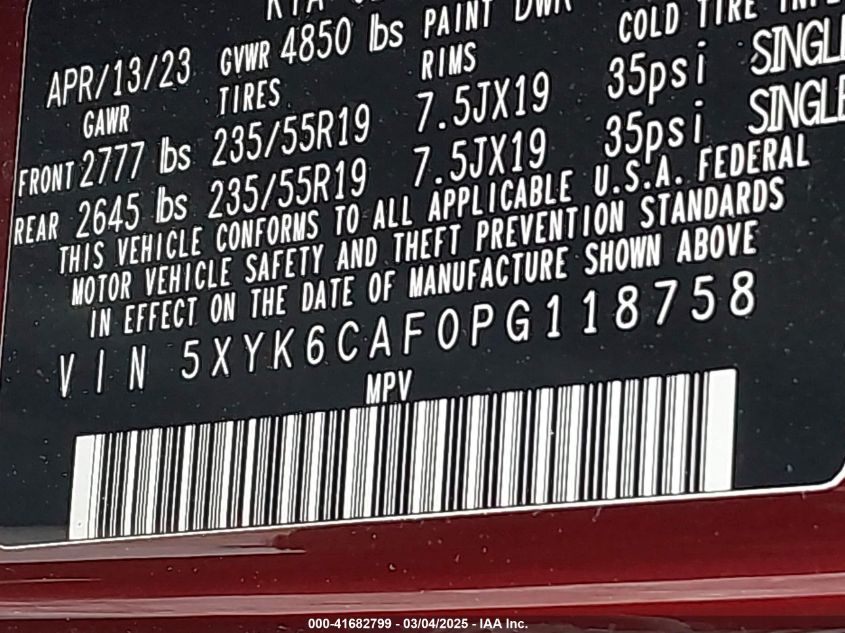 APR/13/23 GVWR 4850 lbs PAINT DWR COLD TIRE
GAWR TIRES RIMS
FRONT 2777 lbs 235/55R19 7.5JX19 35psi SINGLE
REAR 2645 lbs 235/55R19 7.5JX19 35psi SINGLE
THIS VEHICLE CONFORMS TO ALL APPLICABLE U.S.A. FEDERAL
MOTOR VEHICLE SAFETY AND THEFT PREVENTION STANDARDS
IN EFFECT ON THE DATE OF MANUFACTURE SHOWN ABOVE
VIN 5XYK6CAF0PG118758
MPV
000-41682799 - 03/04/2025 - IAA Inc.